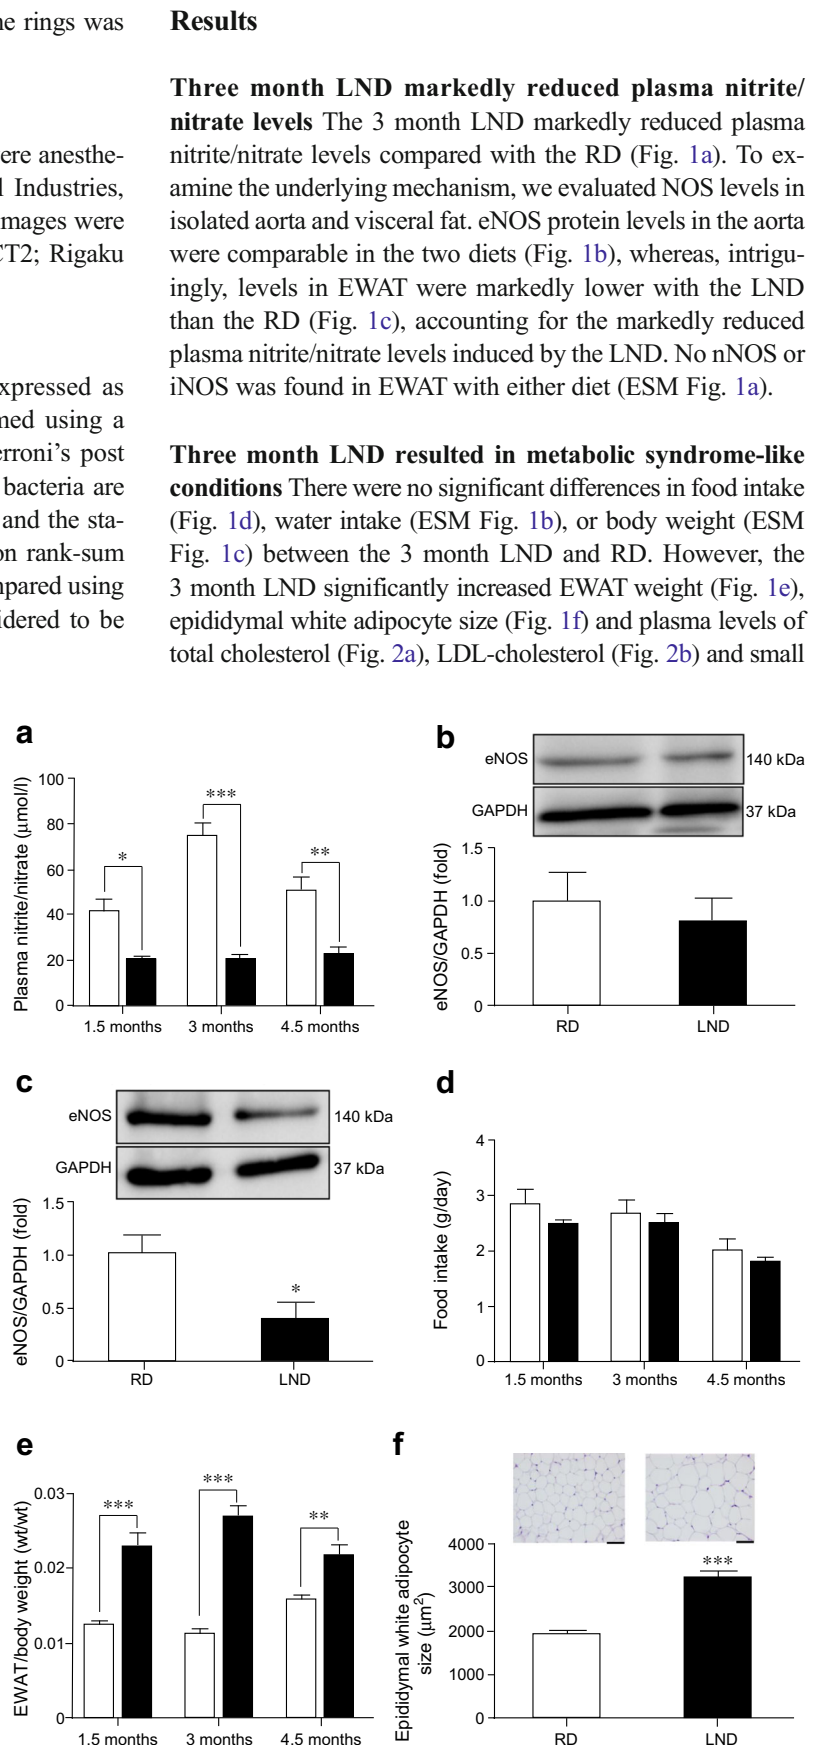 ne rings was
ere anesthe-
l Industries,
mages were
CT2; Rigaku
xpressed as
med using a
erroni's post
bacteria are
and the sta-
on rank-sum
mpared using
idered to be
Results
Three month LND markedly reduced plasma nitrite/
nitrate levels The 3 month LND markedly reduced plasma
nitrite/nitrate levels compared with the RD (Fig. 1a). To ex-
amine the underlying mechanism, we evaluated NOS levels in
isolated aorta and visceral fat. eNOS protein levels in the aorta
were comparable in the two diets (Fig. 1b), whereas, intrigu-
ingly, levels in EWAT were markedly lower with the LND
than the RD (Fig. 1c), accounting for the markedly reduced
plasma nitrite/nitrate levels induced by the LND. No nNOS or
iNOS was found in EWAT with either diet (ESM Fig. 1a).
Three month LND resulted in metabolic syndrome-like
conditions There were no significant differences in food intake
(Fig. 1d), water intake (ESM Fig. 1b), or body weight (ESM
Fig. 1c) between the 3 month LND and RD. However, the
3 month LND significantly increased EWAT weight (Fig. 1e),
epididymal white adipocyte size (Fig. 1f) and plasma levels of
total cholesterol (Fig. 2a), LDL-cholesterol (Fig. 2b) and small
a
Plasma nitrite/nitrate (µmol/l)
100
80
60
40
20
0
*
***
**
1.5 months 3 months 4.5 months
b
eNOS 140 kDa
GAPDH 37 kDa
eNOS/GAPDH (fold)
1.5
1.0
0.5
0
RD LND
c
eNOS 140 kDa
GAPDH 37 kDa
eNOS/GAPDH (fold)
1.5
1.0
0.5
0
*
RD LND
d
Food intake (g/day)
4
3
2
1
0
1.5 months 3 months 4.5 months
e
EWAT/body weight (wt/wt)
0.03
0.02
0.01
0
***
***
**
1.5 months 3 months 4.5 months
f
Epididymal white adipocyte
size (µm²)
4000
3000
2000
1000
0
***
RD LND